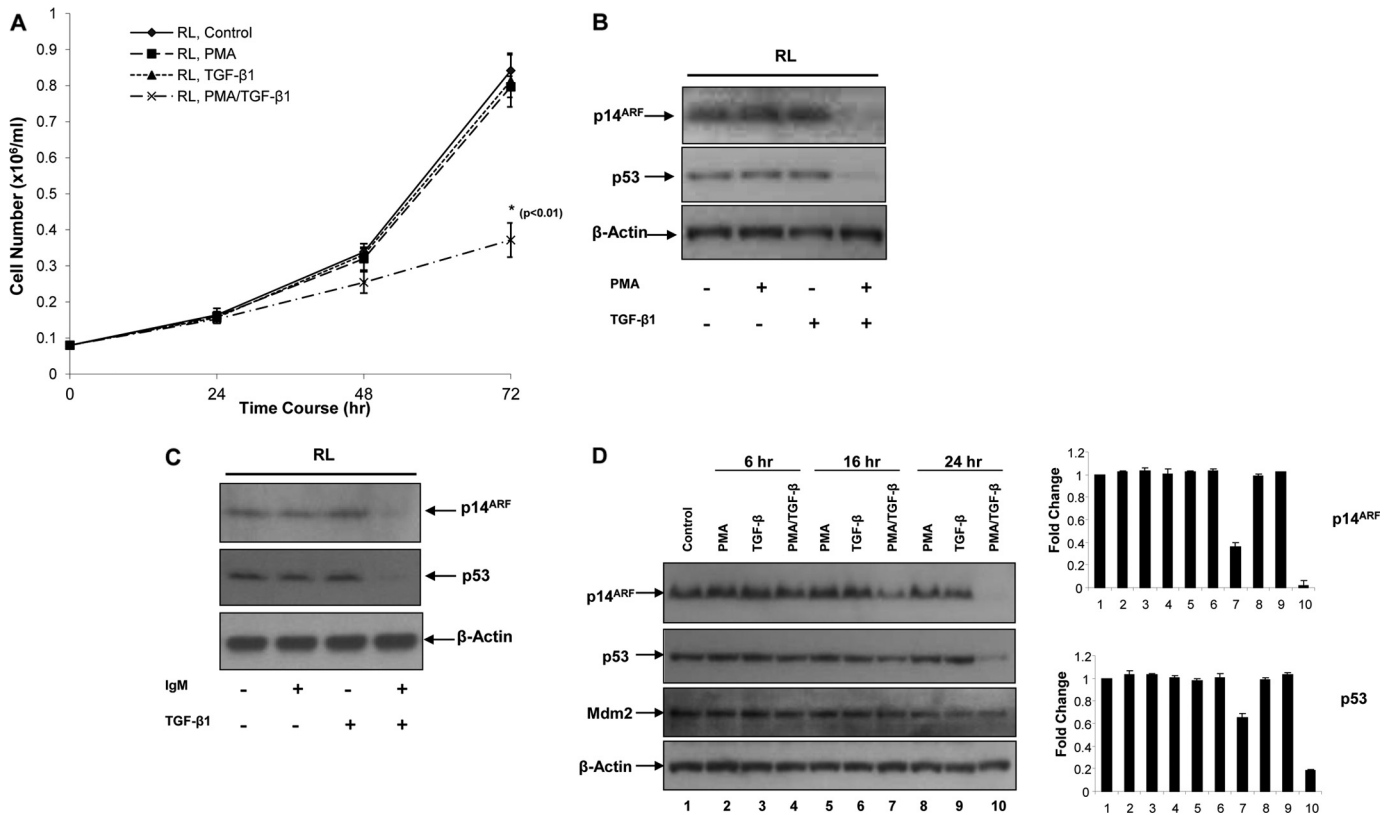 A
RL, Control
RL, PMA
RL, TGF-β1
RL, PMA/TGF-β1
Cell Number (x10⁶/ml)
1
0.9
0.8
0.7
0.6
0.5
0.4
0.3
0.2
0.1
0
* (p<0.01)
0 24 48 72
Time Course (hr)
B
RL
p14ᴬᴿꟳ
p53
β-Actin
PMA - + - +
TGF-β1 - - + +
C
RL
p14ᴬᴿꟳ
p53
β-Actin
IgM - + - +
TGF-β1 - - + +
D
6 hr 16 hr 24 hr
Control PMA TGF-β PMA/TGF-β PMA TGF-β PMA/TGF-β PMA TGF-β PMA/TGF-β
p14ᴬᴿꟳ
p53
Mdm2
β-Actin
1 2 3 4 5 6 7 8 9 10
Fold Change
1.2
1
0.8
0.6
0.4
0.2
0
1 2 3 4 5 6 7 8 9 10
p14ᴬᴿꟳ
Fold Change
1.2
1
0.8
0.6
0.4
0.2
0
1 2 3 4 5 6 7 8 9 10
p53